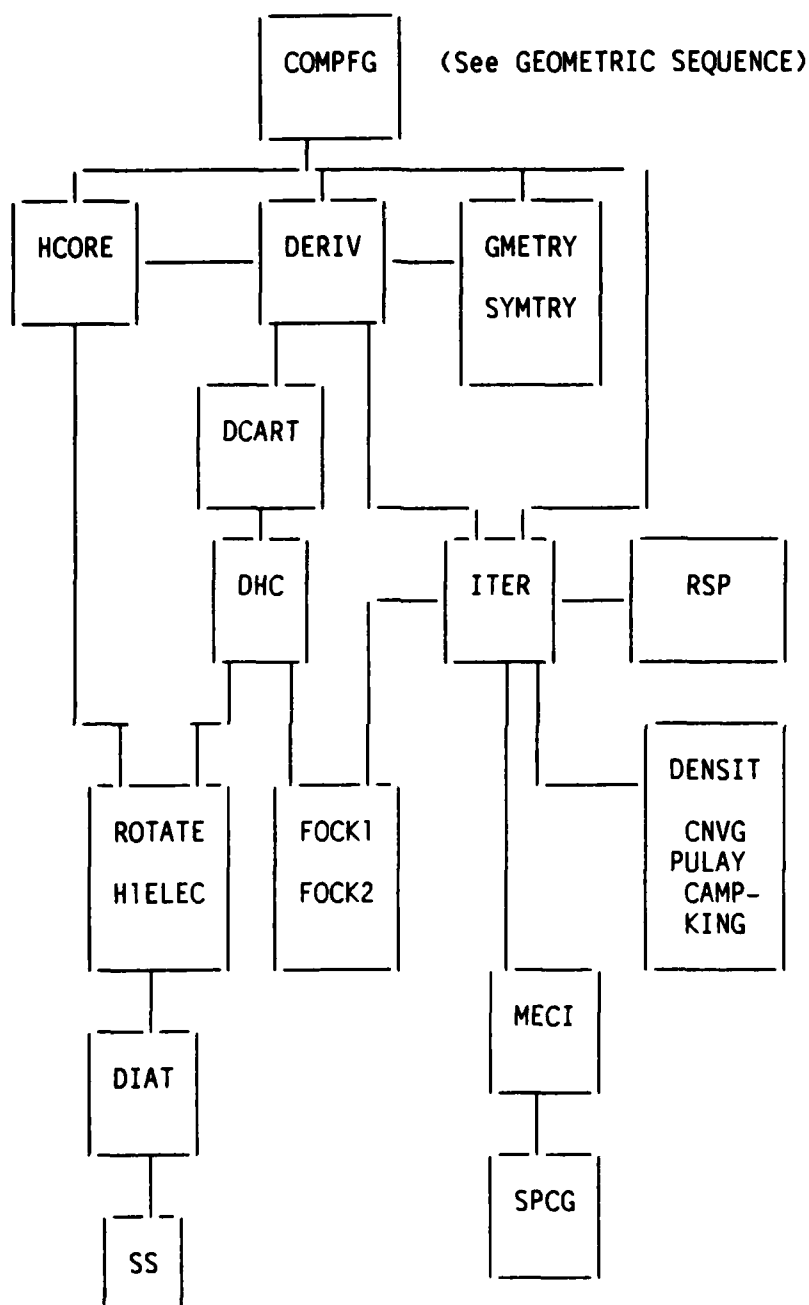 COMPFG (See GEOMETRIC SEQUENCE)
HCORE DERIV GMETRY
SYMTRY
DCART
DHC ITER RSP
ROTATE FOCK1 DENSIT
H1ELEC FOCK2 CNVG
PULAY
CAMP-
KING
MECI
DIAT
SPCG
SS